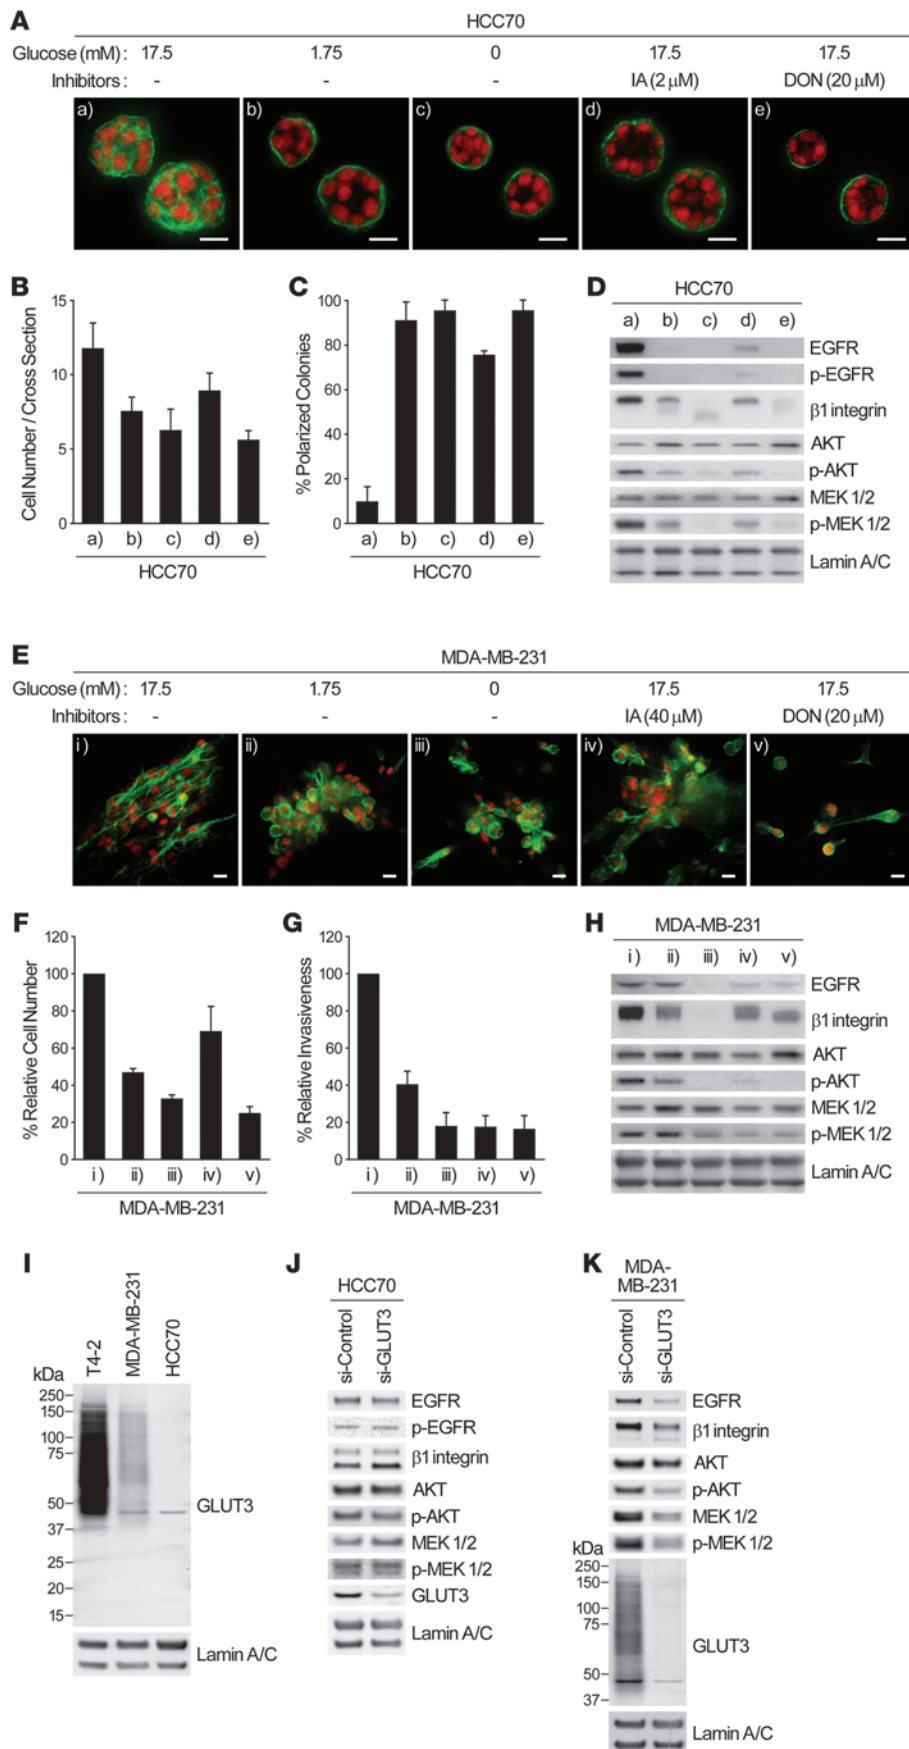 A
HCC70
Glucose (mM) : 17.5 1.75 0 17.5 17.5
Inhibitors : - - - IA (2 μM) DON (20 μM)
a) b) c) d) e)
B
Cell Number / Cross Section
15
10
5
0
a) b) c) d) e)
HCC70
C
% Polarized Colonies
100
80
60
40
20
0
a) b) c) d) e)
HCC70
D
HCC70
a) b) c) d) e)
EGFR
p-EGFR
β1 integrin
AKT
p-AKT
MEK 1/2
p-MEK 1/2
Lamin A/C
E
MDA-MB-231
Glucose (mM) : 17.5 1.75 0 17.5 17.5
Inhibitors : - - - IA (40 μM) DON (20 μM)
i) ii) iii) iv) v)
F
% Relative Cell Number
120
100
80
60
40
20
0
i) ii) iii) iv) v)
MDA-MB-231
G
% Relative Invasiveness
120
100
80
60
40
20
0
i) ii) iii) iv) v)
MDA-MB-231
H
MDA-MB-231
i) ii) iii) iv) v)
EGFR
β1 integrin
AKT
p-AKT
MEK 1/2
p-MEK 1/2
Lamin A/C
I
T4-2
MDA-MB-231
HCC70
kDa
250
150
100
75
50
37
25
20
15
GLUT3
Lamin A/C
J
HCC70
si-Control
si-GLUT3
EGFR
p-EGFR
β1 integrin
AKT
p-AKT
MEK 1/2
p-MEK 1/2
GLUT3
Lamin A/C
K
MDA-
MB-231
si-Control
si-GLUT3
EGFR
β1 integrin
AKT
p-AKT
MEK 1/2
p-MEK 1/2
kDa
250
150
100
75
50
37
GLUT3
Lamin A/C